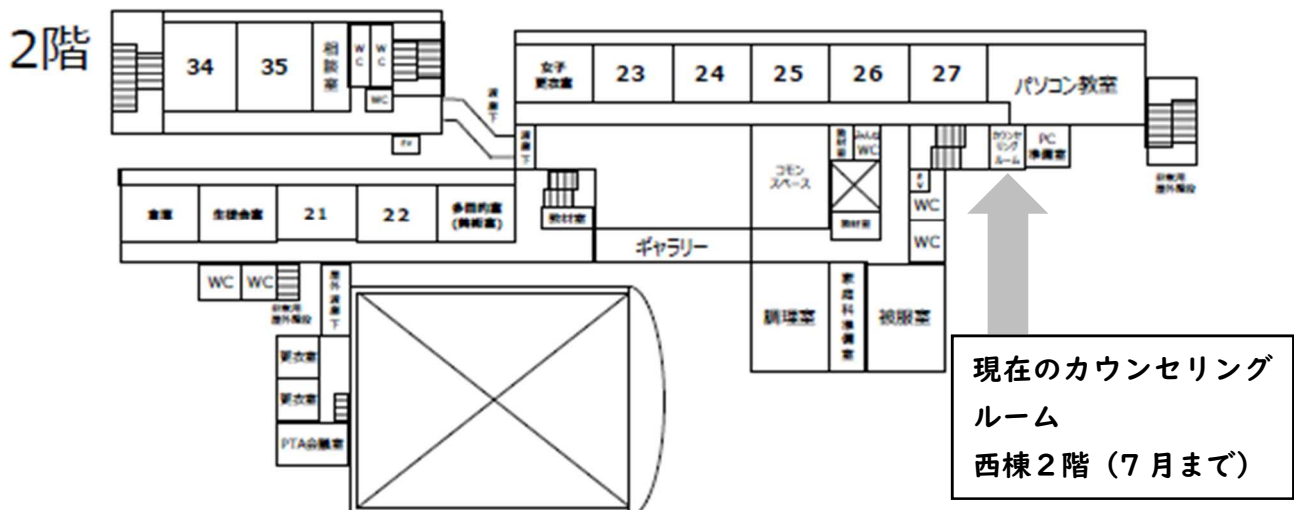 2階
34
35
相談室
WC
WC
WC
渡廊下
女子
更衣室
23
24
25
26
27
パソコン教室
渡廊下
コモン
スペース
教材室
みんな
WC
カウンセ
リング
ルーム
PC
準備室
非常用
屋外階段
EV
倉庫
生徒会室
21
22
多目的室
(美術室)
教材室
教材室
EV
WC
WC
ギャラリー
WC
WC
非常用
屋外階段
屋外渡廊下
調理室
家庭科準備室
被服室
更衣室
更衣室
PTA会議室
現在のカウンセリング
ルーム
西棟2階（7月まで）